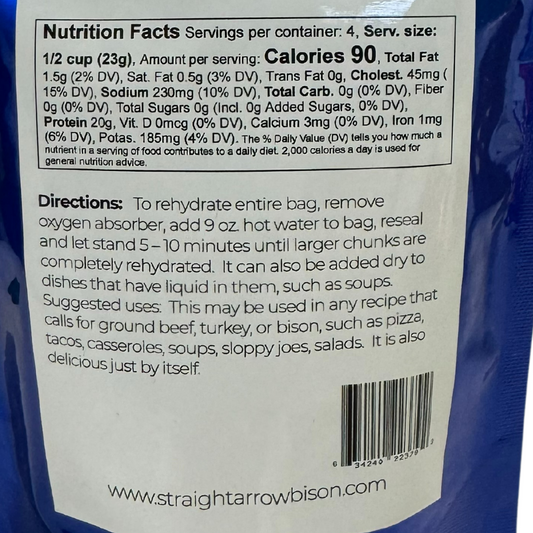 Nutrition Facts Servings per container: 4, Serv. size:
1/2 cup (23g), Amount per serving: Calories 90, Total Fat
1.5g (2% DV), Sat. Fat 0.5g (3% DV), Trans Fat 0g, Cholest. 45mg (
15% DV), Sodium 230mg (10% DV), Total Carb. 0g (0% DV), Fiber
0g (0% DV), Total Sugars 0g (Incl. 0g Added Sugars, 0% DV),
Protein 20g, Vit. D 0mcg (0% DV), Calcium 3mg (0% DV), Iron 1mg
(6% DV), Potas. 185mg (4% DV). The % Daily Value (DV) tells you how much a
nutrient in a serving of food contributes to a daily diet. 2,000 calories a day is used for
general nutrition advice.
Directions: To rehydrate entire bag, remove
oxygen absorber, add 9 oz. hot water to bag, reseal
and let stand 5-10 minutes until larger chunks are
completely rehydrated. It can also be added dry to
dishes that have liquid in them, such as soups.
Suggested uses: This may be used in any recipe that
calls for ground beef, turkey, or bison, such as pizza,
tacos, casseroles, soups, sloppy joes, salads. It is also
delicious just by itself.
6 34240 22379 2
www.straightarrowbison.com